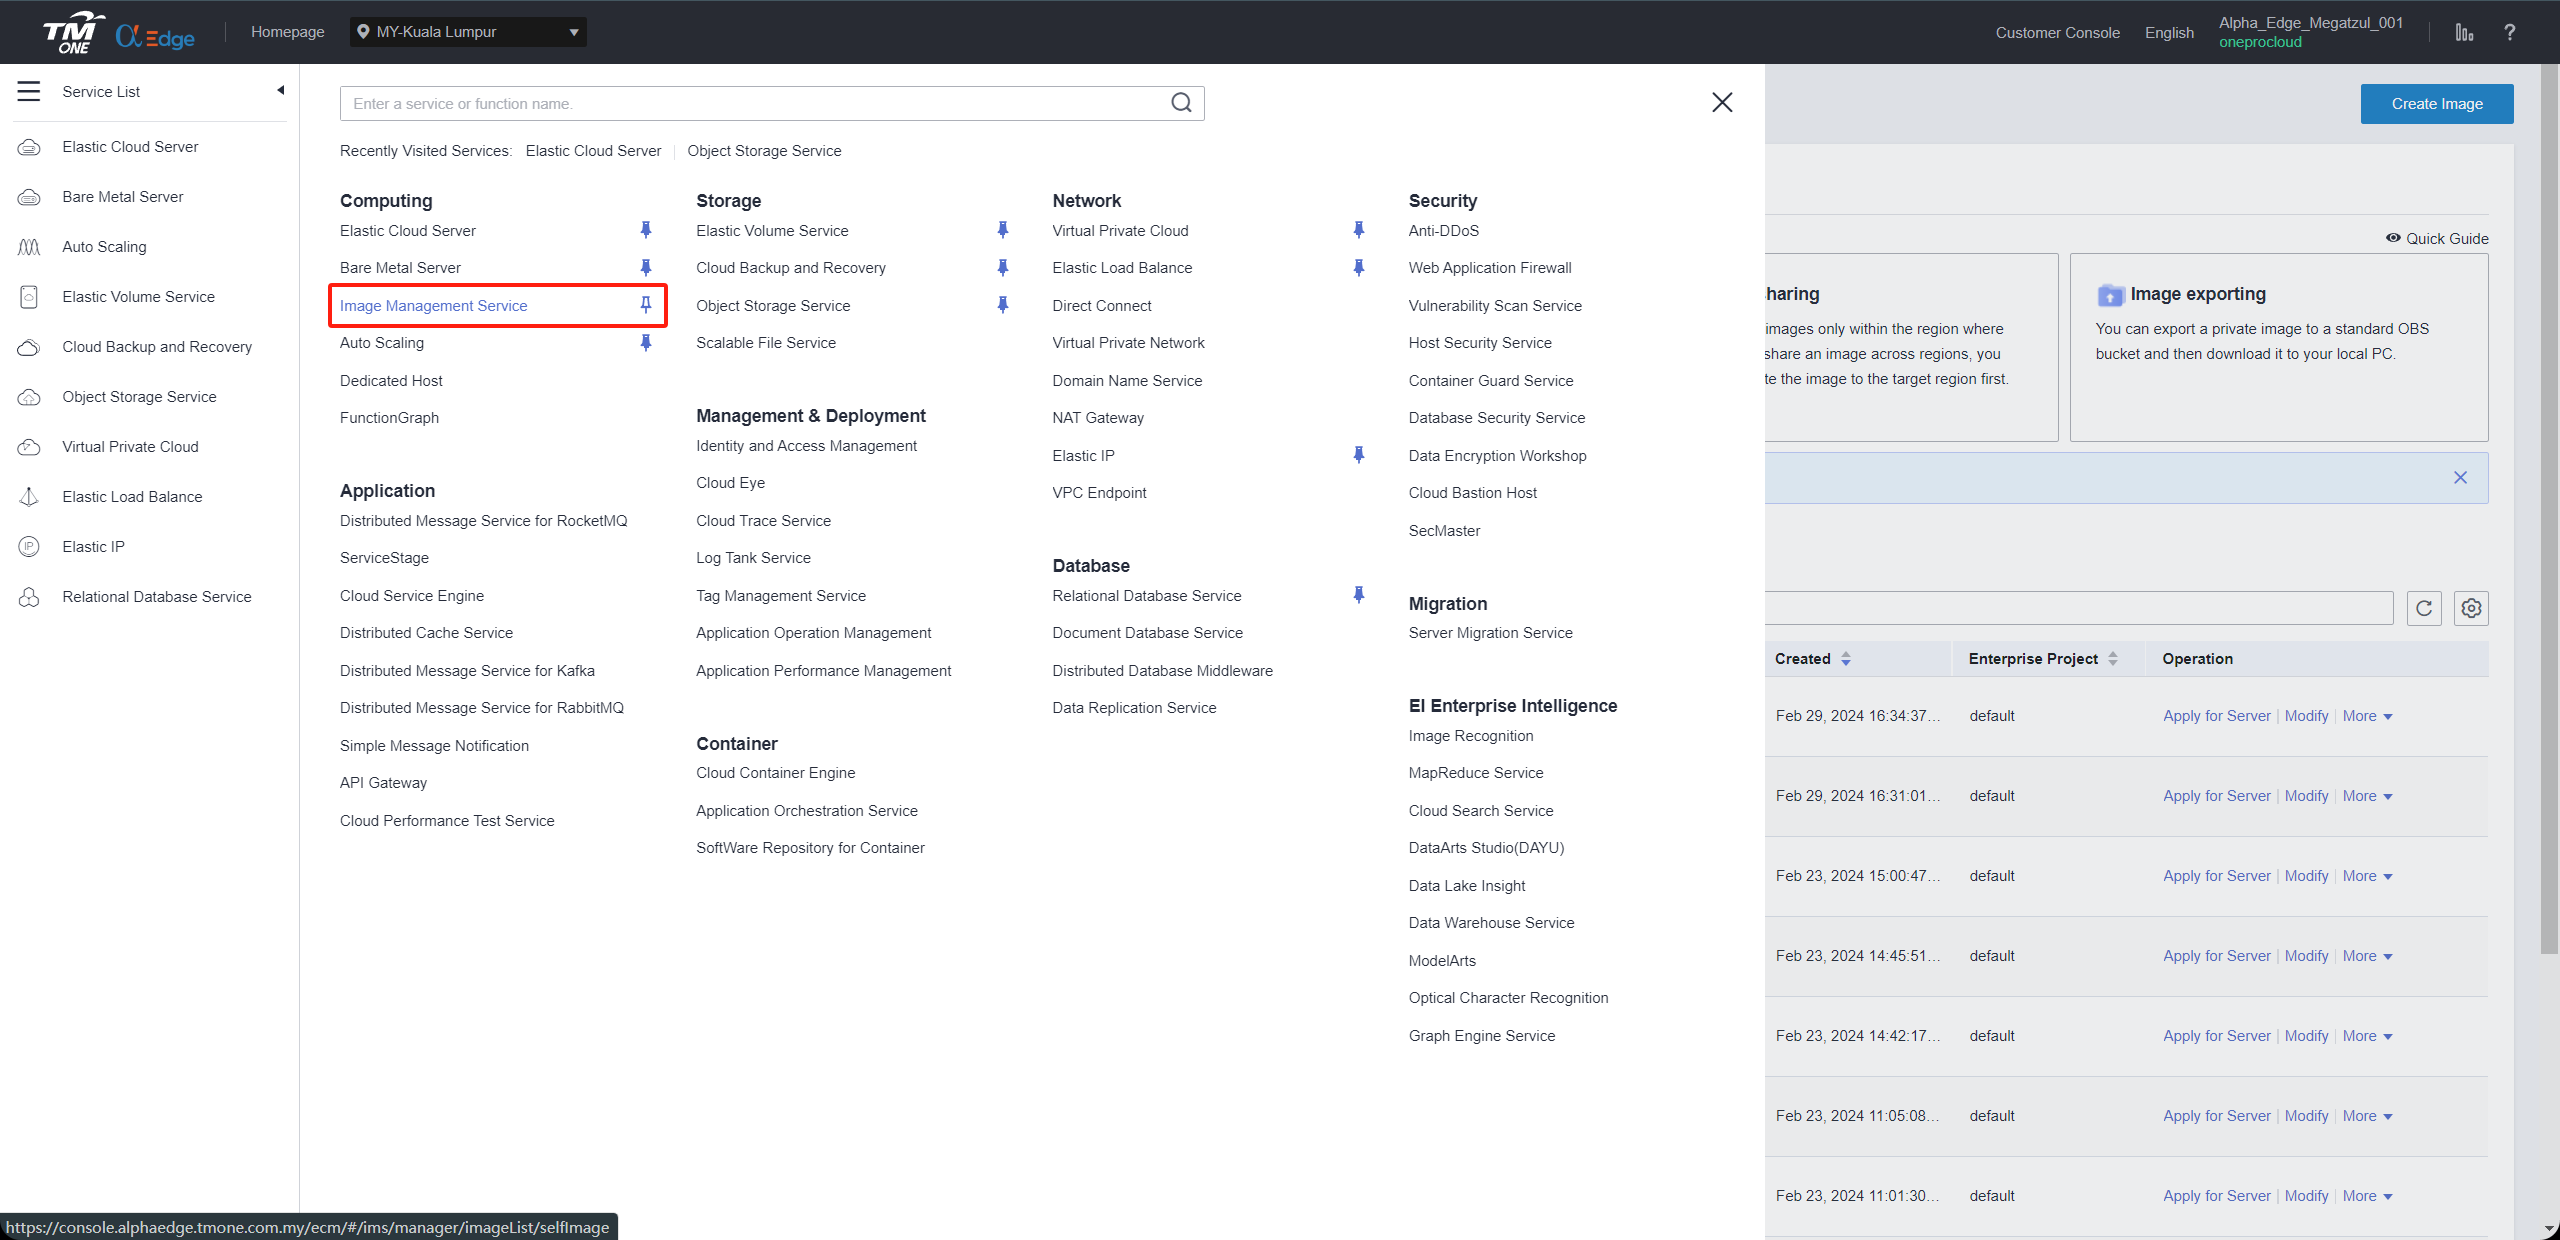 TM ONE
α Edge
Homepage
MY-Kuala Lumpur
Customer Console
English
Alpha_Edge_Megatzul_001
oneprocloud
?
Service List
Elastic Cloud Server
Bare Metal Server
Auto Scaling
Elastic Volume Service
Cloud Backup and Recovery
Object Storage Service
Virtual Private Cloud
Elastic Load Balance
IP
Elastic IP
Relational Database Service
Enter a service or function name.
Recently Visited Services: Elastic Cloud Server | Object Storage Service
Computing
Elastic Cloud Server
Bare Metal Server
Image Management Service
Auto Scaling
Dedicated Host
FunctionGraph
Application
Distributed Message Service for RocketMQ
ServiceStage
Cloud Service Engine
Distributed Cache Service
Distributed Message Service for Kafka
Distributed Message Service for RabbitMQ
Simple Message Notification
API Gateway
Cloud Performance Test Service
Storage
Elastic Volume Service
Cloud Backup and Recovery
Object Storage Service
Scalable File Service
Management & Deployment
Identity and Access Management
Cloud Eye
Cloud Trace Service
Log Tank Service
Tag Management Service
Application Operation Management
Application Performance Management
Container
Cloud Container Engine
Application Orchestration Service
SoftWare Repository for Container
Network
Virtual Private Cloud
Elastic Load Balance
Direct Connect
Virtual Private Network
Domain Name Service
NAT Gateway
Elastic IP
VPC Endpoint
Database
Relational Database Service
Document Database Service
Distributed Database Middleware
Data Replication Service
Security
Anti-DDoS
Web Application Firewall
Vulnerability Scan Service
Host Security Service
Container Guard Service
Database Security Service
Data Encryption Workshop
Cloud Bastion Host
SecMaster
Migration
Server Migration Service
EI Enterprise Intelligence
Image Recognition
MapReduce Service
Cloud Search Service
DataArts Studio(DAYU)
Data Lake Insight
Data Warehouse Service
ModelArts
Optical Character Recognition
Graph Engine Service
Create Image
Quick Guide
haring
images only within the region where
share an image across regions, you
te the image to the target region first.
Image exporting
You can export a private image to a standard OBS
bucket and then download it to your local PC.
Created Enterprise Project Operation
Feb 29, 2024 16:34:37... default Apply for Server | Modify | More
Feb 29, 2024 16:31:01... default Apply for Server | Modify | More
Feb 23, 2024 15:00:47... default Apply for Server | Modify | More
Feb 23, 2024 14:45:51... default Apply for Server | Modify | More
Feb 23, 2024 14:42:17... default Apply for Server | Modify | More
Feb 23, 2024 11:05:08... default Apply for Server | Modify | More
Feb 23, 2024 11:01:30... default Apply for Server | Modify | More
https://console.alphaedge.tmone.com.my/ecm/#/ims/manager/imageList/selfImage